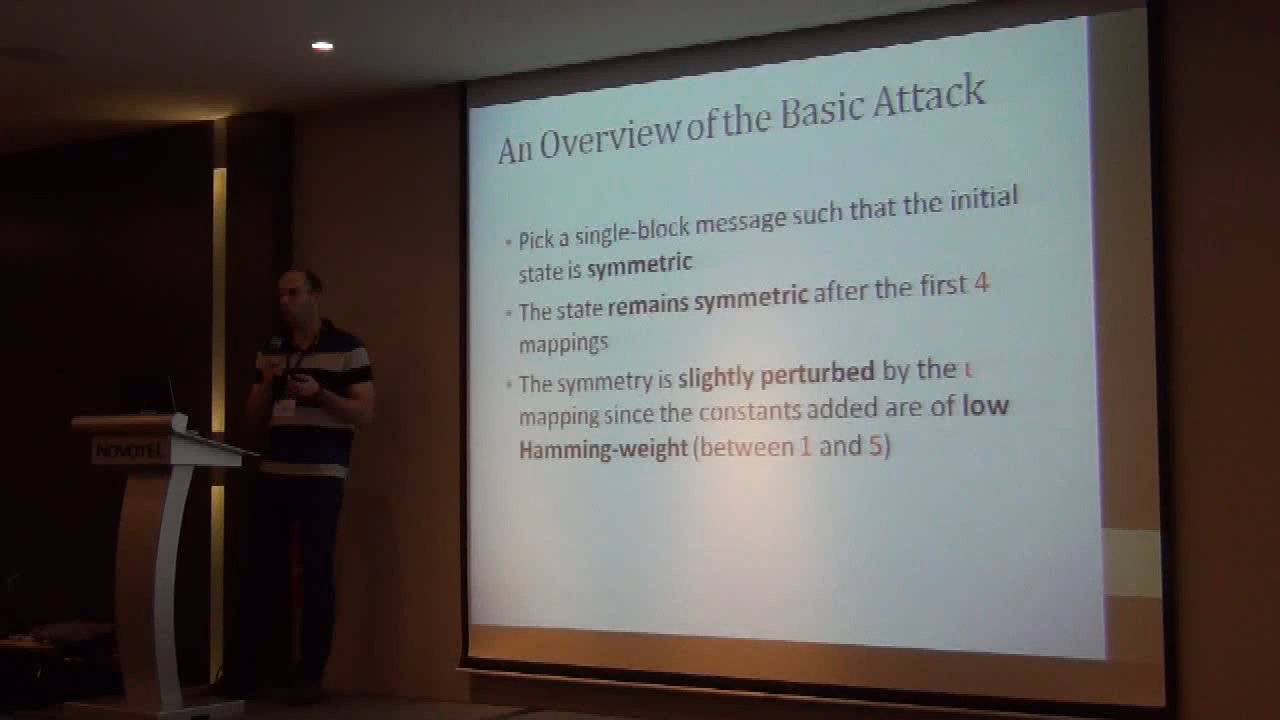 An Overview of the Basic Attack
• Pick a single-block message such that the initial
state is symmetric
• The state remains symmetric after the first 4
mappings
• The symmetry is slightly perturbed by the ι
mapping since the constants added are of low
Hamming-weight (between 1 and 5)
NOVOTEL